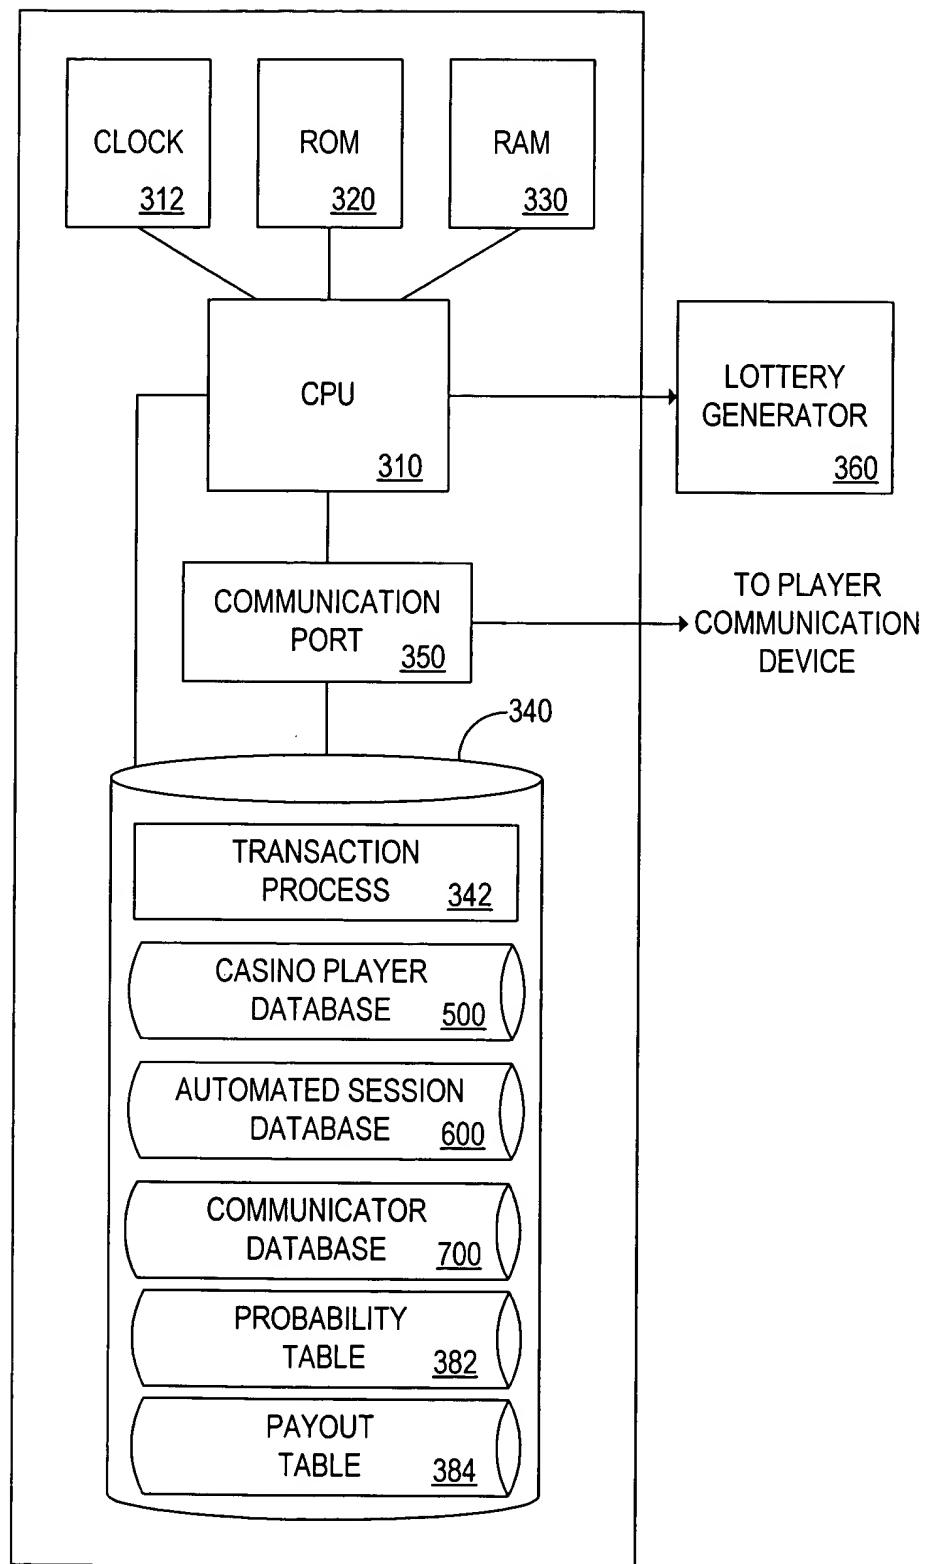 CLOCK
312
ROM
320
RAM
330
CPU
310
LOTTERY
GENERATOR
360
COMMUNICATION
PORT
350
TO PLAYER
COMMUNICATION
DEVICE
340
TRANSACTION
PROCESS
342
CASINO PLAYER
DATABASE
500
AUTOMATED SESSION
DATABASE
600
COMMUNICATOR
DATABASE
700
PROBABILITY
TABLE
382
PAYOUT
TABLE
384